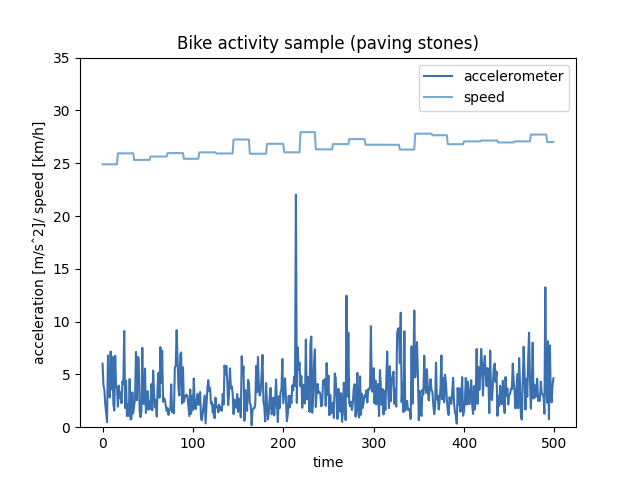 Bike activity sample (paving stones)
accelerometer
speed
acceleration [m/s^2]/ speed [km/h]
35
30
25
20
15
10
5
0
0 100 200 300 400 500
time